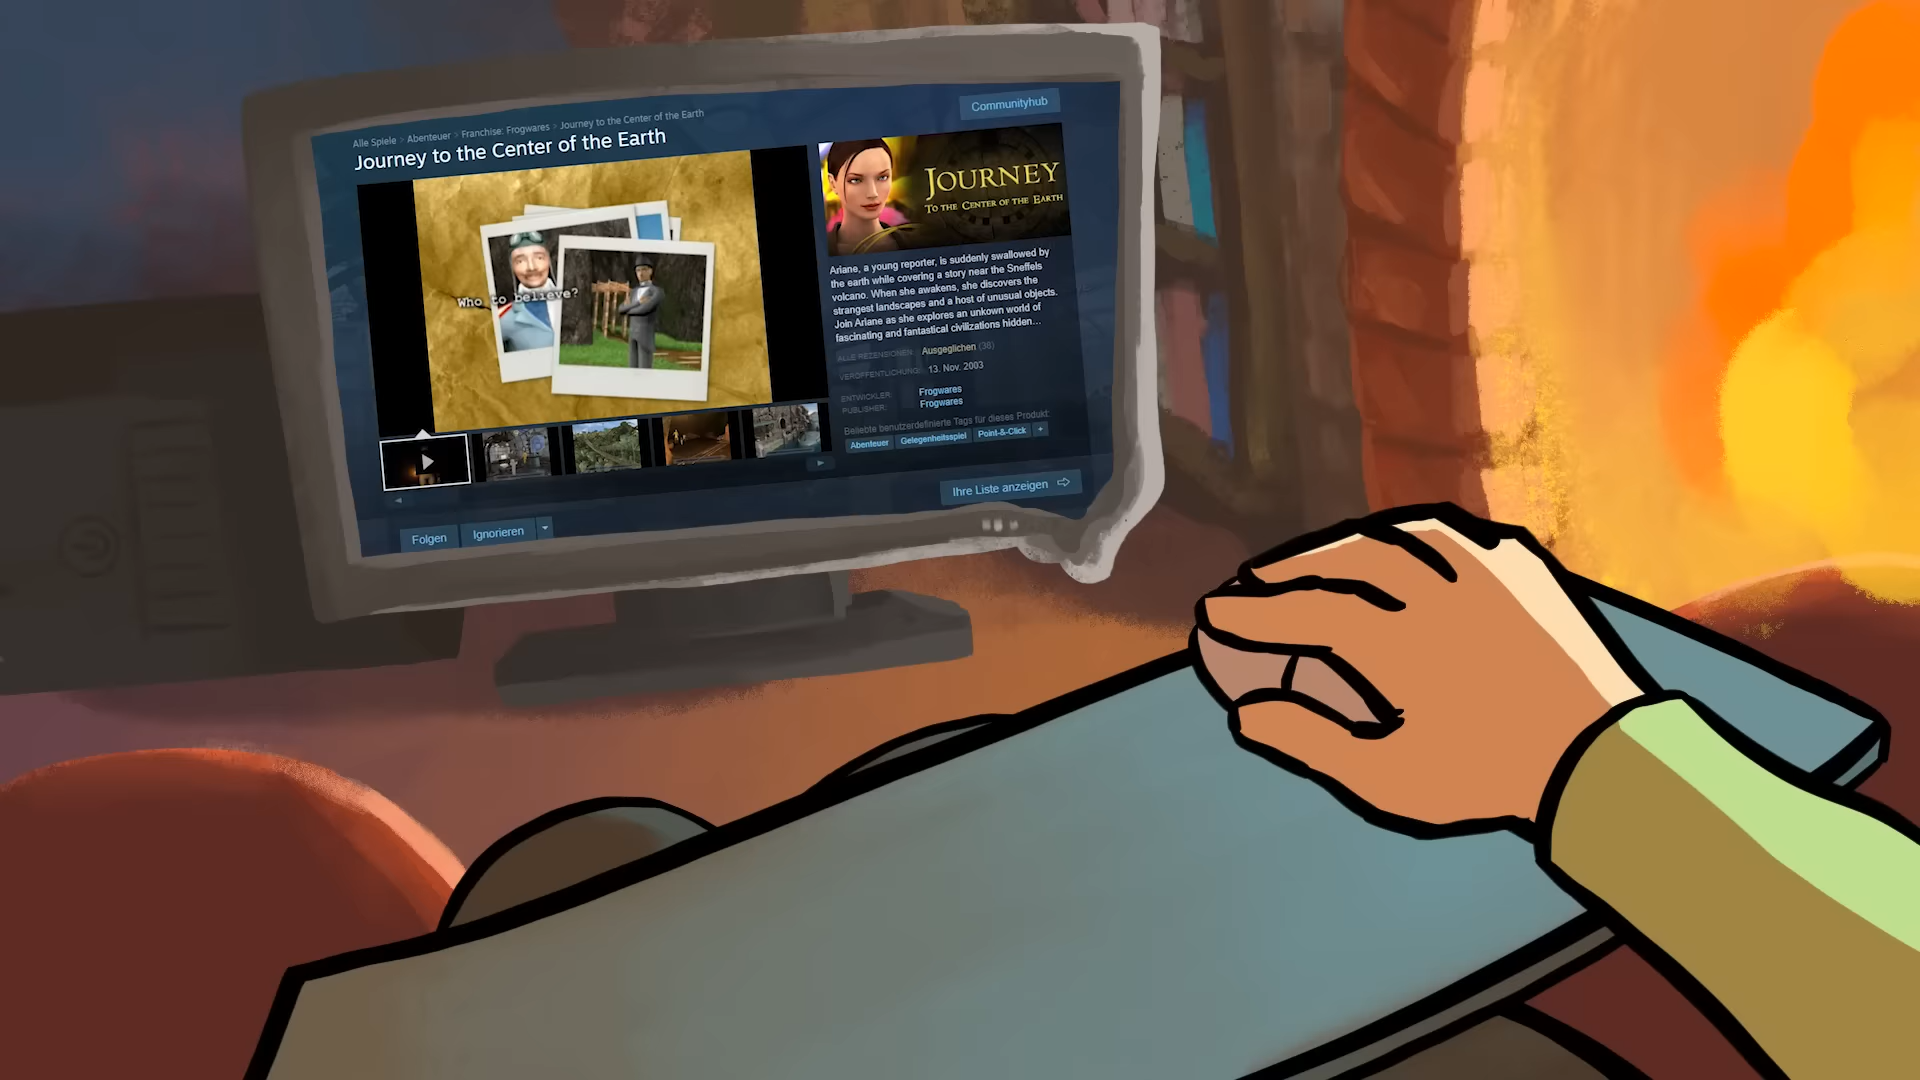 Communityhub
Alle Spiele > Abenteuer > Franchise: Frogwares > Journey to the Center of the Earth
Journey to the Center of the Earth
Who to believe?
JOURNEY
TO THE CENTER OF THE EARTH
Ariane, a young reporter, is suddenly swallowed by
the earth while covering a story near the Sneffels
volcano. When she awakens, she discovers the
strangest landscapes and a host of unusual objects.
Join Ariane as she explores an unkown world of
fascinating and fantastical civilizations hidden...
ALLE REZENSIONEN: Ausgeglichen (38)
VERÖFFENTLICHUNG: 13. Nov. 2003
ENTWICKLER: Frogwares
PUBLISHER: Frogwares
Beliebte benutzerdefinierte Tags für dieses Produkt:
Abenteuer Gelegenheitsspiel Point-&-Click +
Ihre Liste anzeigen
Folgen Ignorieren